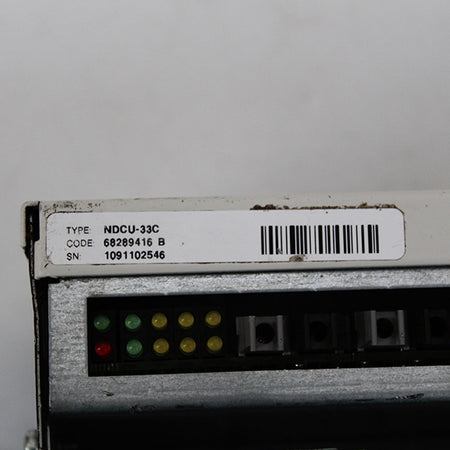 TYPE: NDCU-33C
CODE: 68289416 B
SN: 1091102546